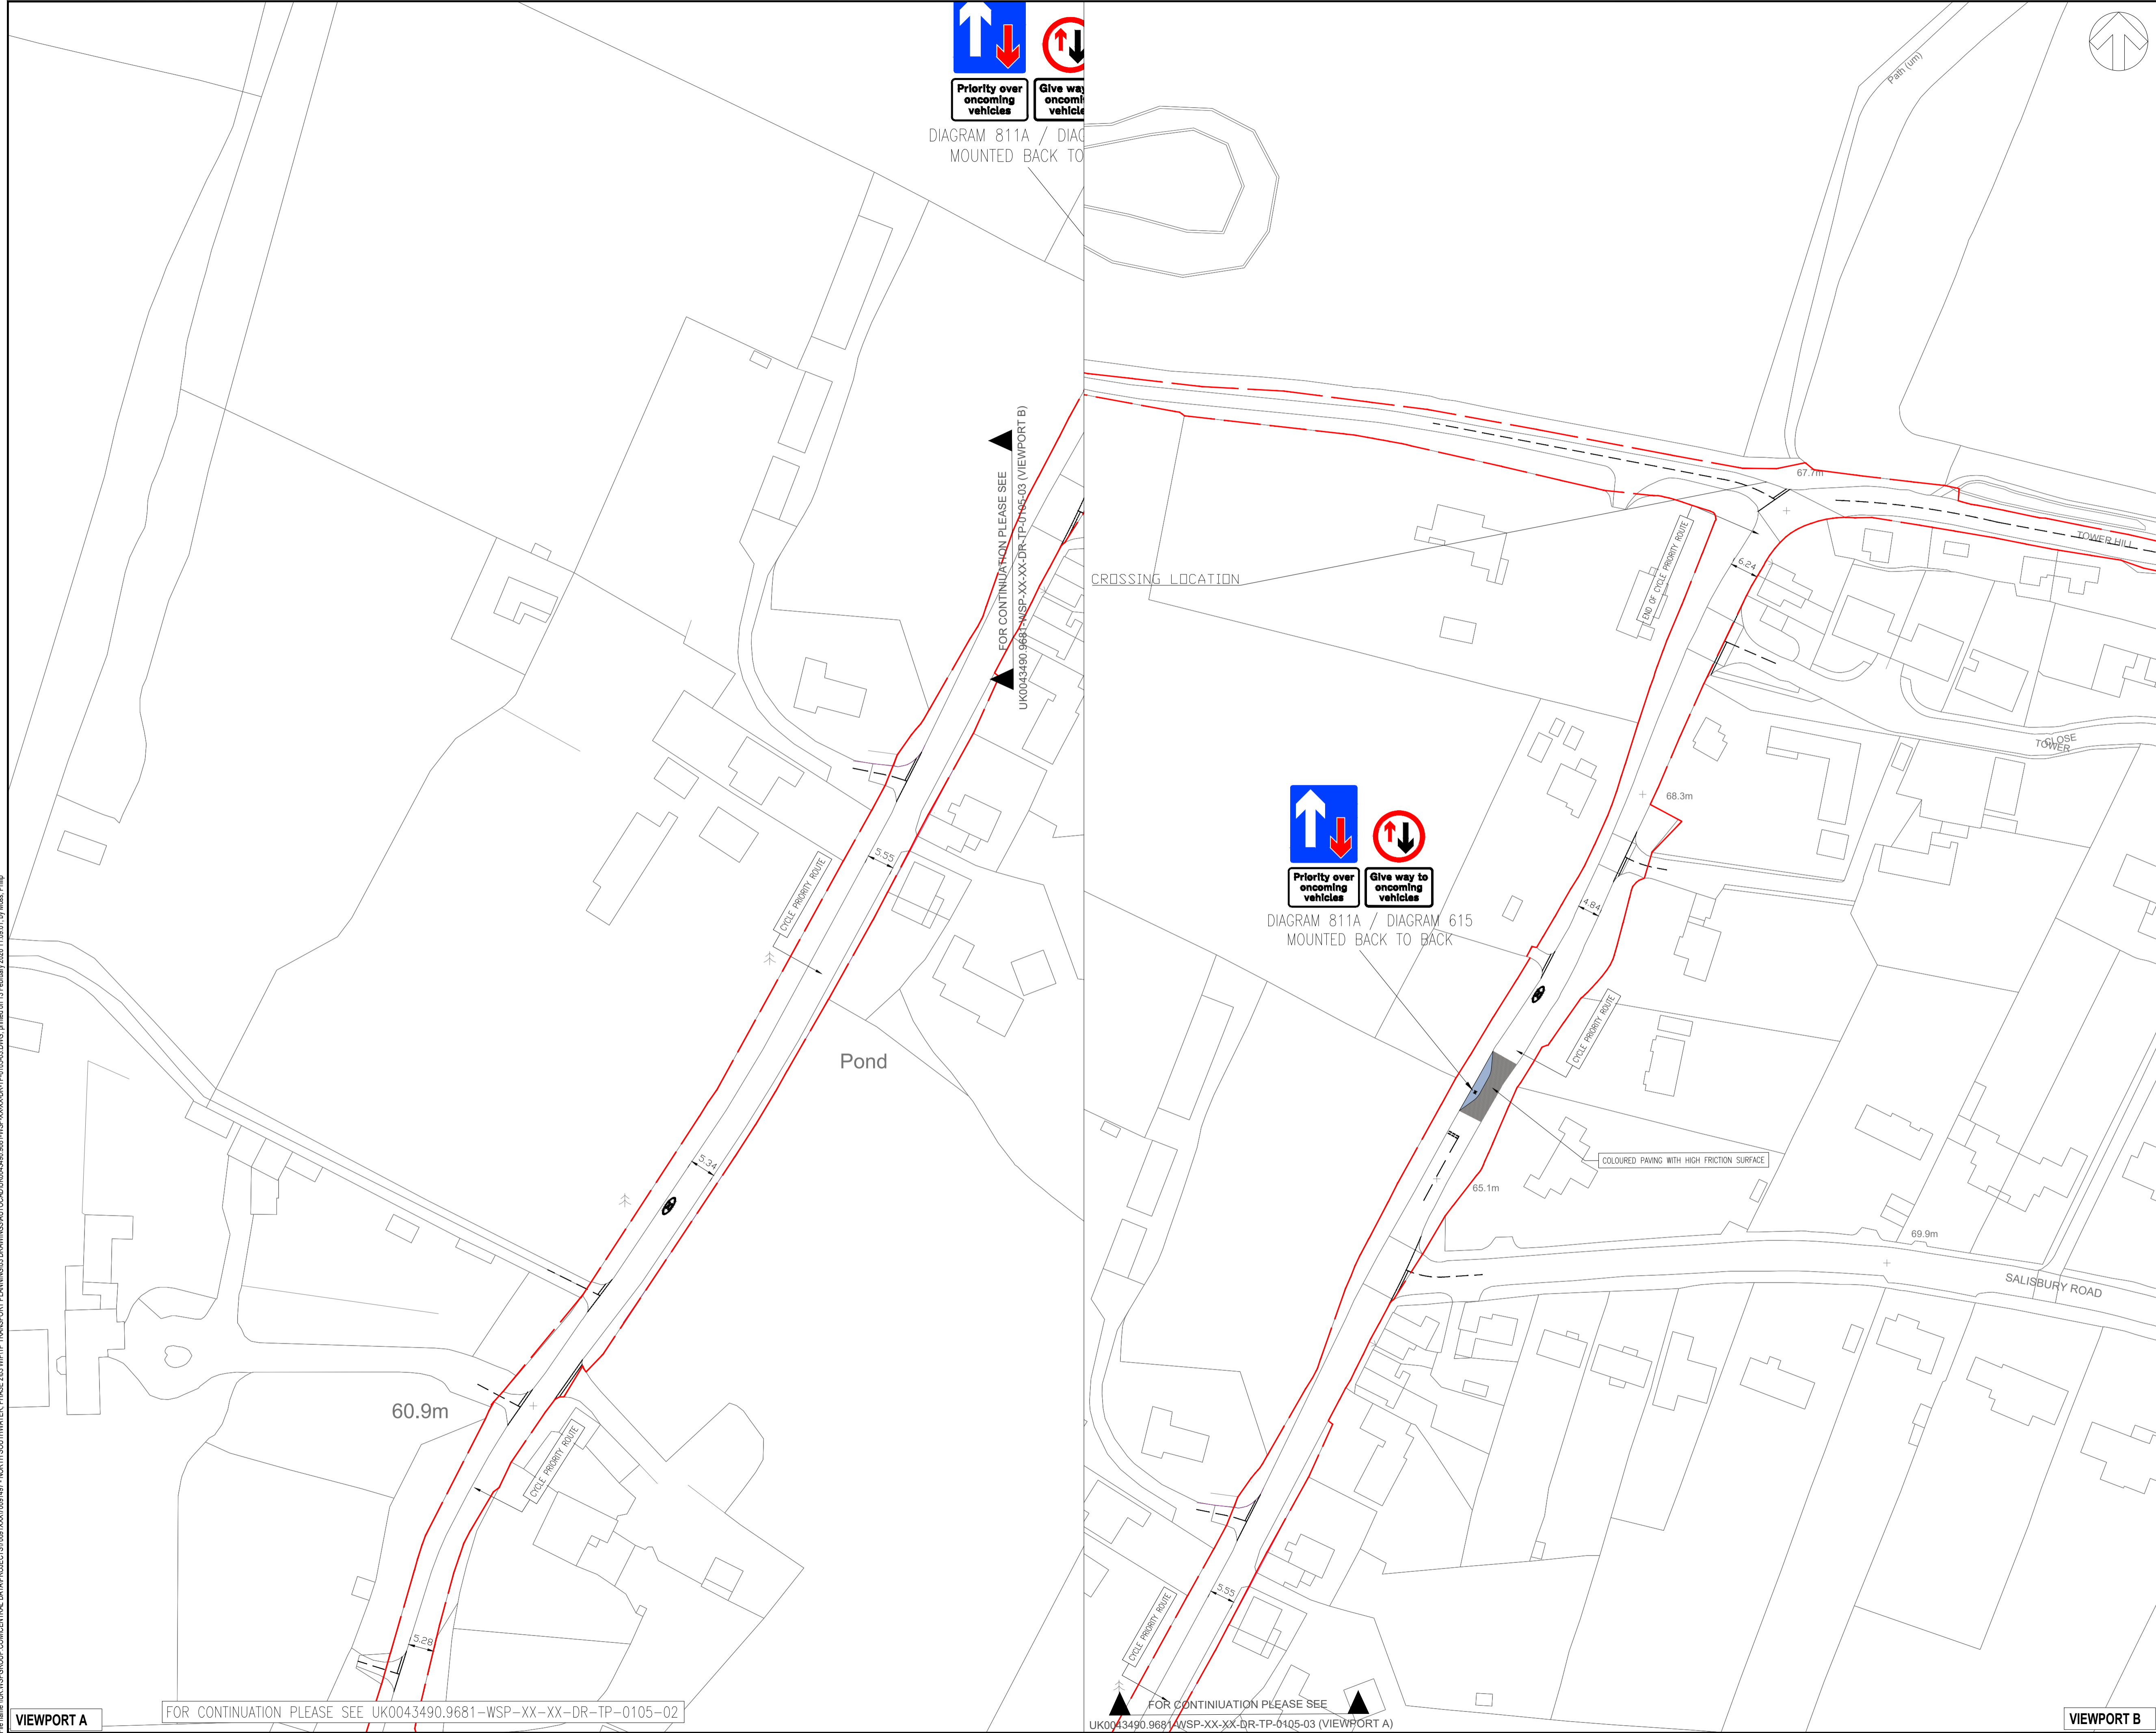 Priority over
oncoming
vehicles
Give way
oncomi
vehicle
DIAGRAM 811A / DIAG
MOUNTED BACK TO
FOR CONTINIUATION PLEASE SEE
UK0043490.9681-WSP-XX-XX-DR-TP-0105-03 (VIEWPORT B)
5.55
CYCLE PRIORITY ROUTE
Pond
5.34
60.9m
CYCLE PRIORITY ROUTE
5.28
FOR CONTINUATION PLEASE SEE UK0043490.9681-WSP-XX-XX-DR-TP-0105-02
VIEWPORT A
Path (um)
67.7m
TOWER HILL
END OF CYCLE PRIORITY ROUTE
6.24
CROSSING LOCATION
TOWER
CLOSE
68.3m
Priority over
oncoming
vehicles
Give way to
oncoming
vehicles
DIAGRAM 811A / DIAGRAM 615
MOUNTED BACK TO BACK
4.84
CYCLE PRIORITY ROUTE
COLOURED PAVING WITH HIGH FRICTION SURFACE
65.1m
69.9m
SALISBURY ROAD
5.55
CYCLE PRIORITY ROUTE
FOR CONTINIUATION PLEASE SEE
UK0043490.9681-WSP-XX-XX-DR-TP-0105-03 (VIEWPORT A)
VIEWPORT B